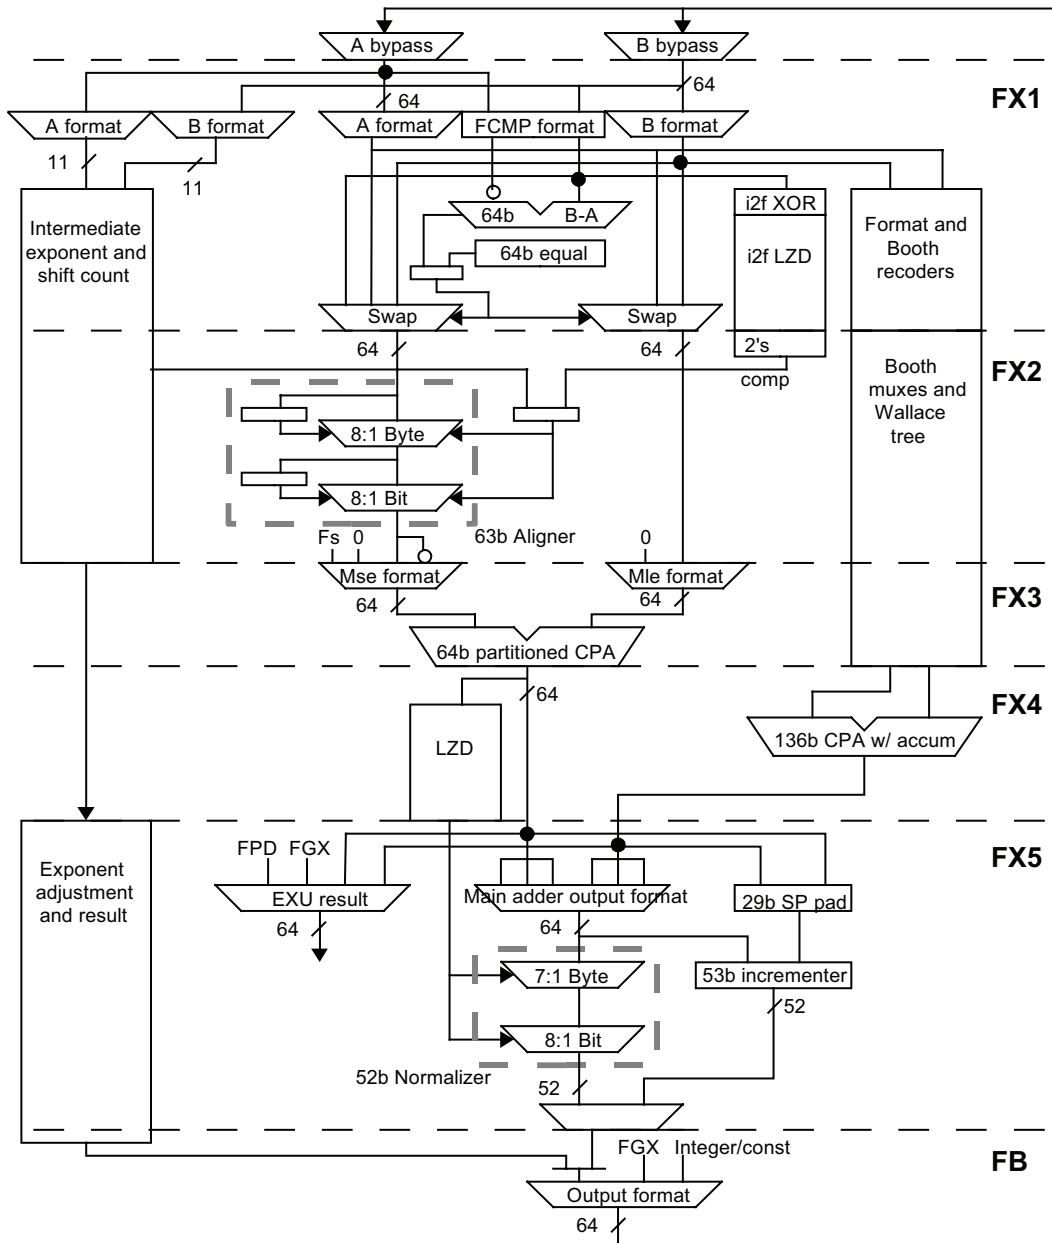 A bypass
B bypass
FX1
64
64
A format
B format
A format
FCMP format
B format
11
11
Intermediate
exponent and
shift count
64b
B-A
64b equal
i2f XOR
i2f LZD
Format and
Booth
recoders
Swap
Swap
64
64
2's
comp
FX2
Booth
muxes and
Wallace
tree
8:1 Byte
8:1 Bit
63b Aligner
Fs
0
0
Mse format
Mle format
FX3
64
64
64b partitioned CPA
64
FX4
LZD
136b CPA w/ accum
FX5
Exponent
adjustment
and result
FPD
FGX
EXU result
Main adder output format
29b SP pad
64
64
7:1 Byte
53b incrementer
52
8:1 Bit
52b Normalizer
52
FGX
Integer/const
FB
Output format
64